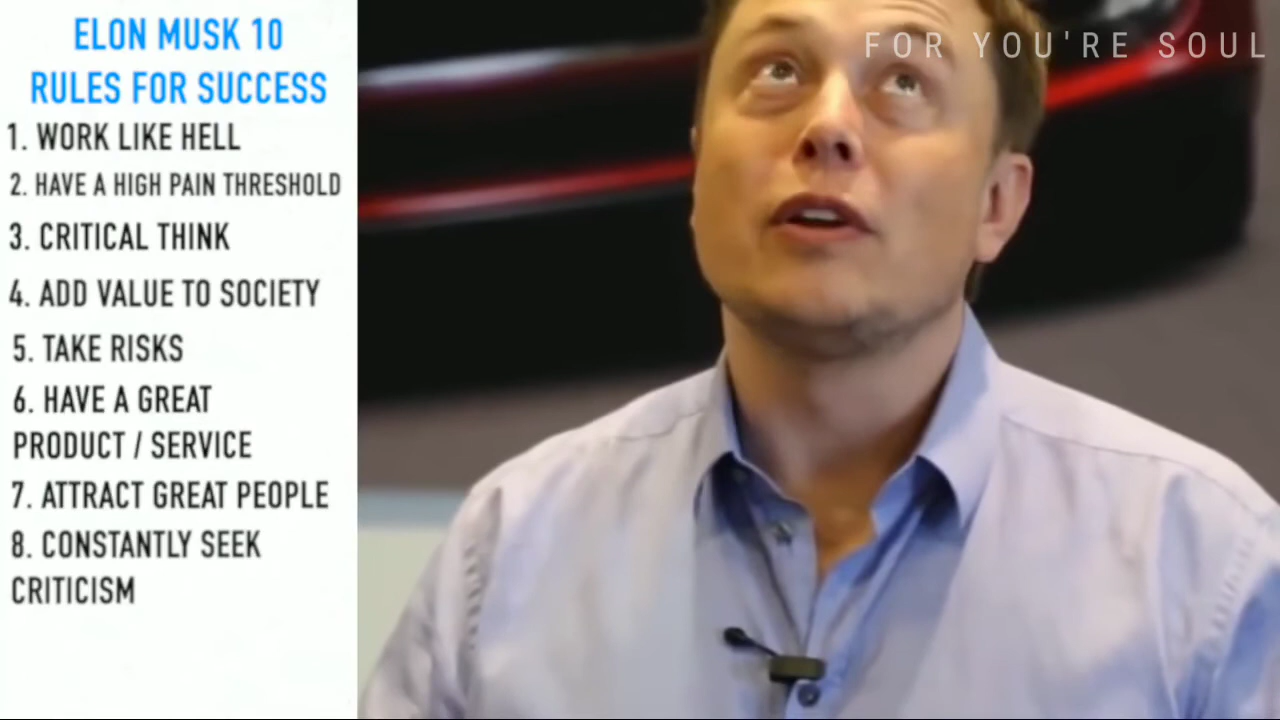 ELON MUSK 10
RULES FOR SUCCESS
1. WORK LIKE HELL
2. HAVE A HIGH PAIN THRESHOLD
3. CRITICAL THINK
4. ADD VALUE TO SOCIETY
5. TAKE RISKS
6. HAVE A GREAT
PRODUCT / SERVICE
7. ATTRACT GREAT PEOPLE
8. CONSTANTLY SEEK
CRITICISM
FOR YOU'RE SOUL